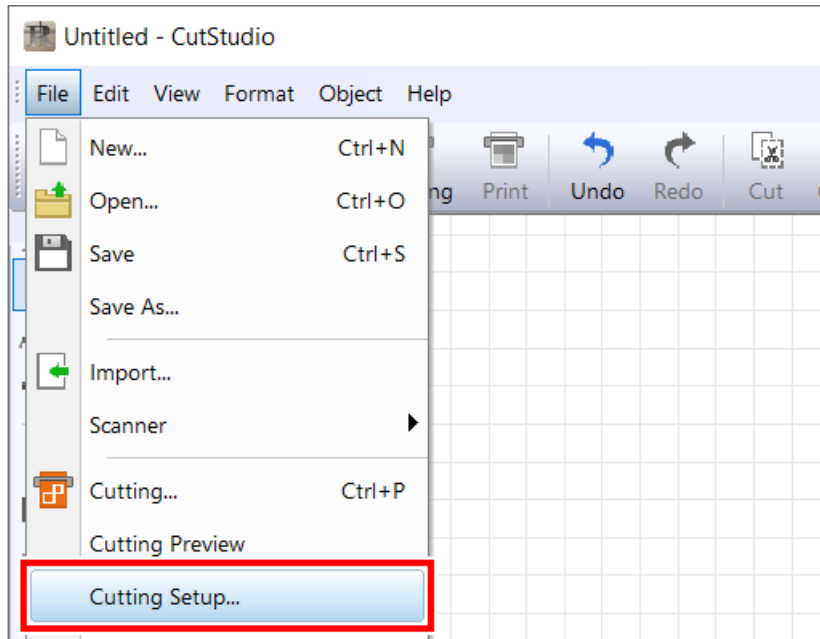 Untitled - CutStudio
File Edit View Format Object Help
New... Ctrl+N
Open... Ctrl+O
ng Print Undo Redo Cut
Save Ctrl+S
Save As...
Import...
Scanner
Cutting... Ctrl+P
Cutting Preview
Cutting Setup...